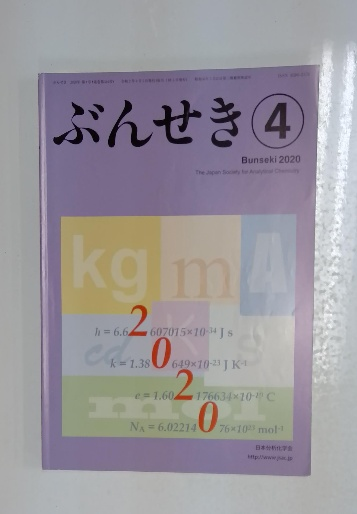 ぶんせき 4
Bunseki 2020
The Japan Society for Analytical Chemistry
kg m A
K s
cd
mol
h = 6.62607015×10-34 J s
k = 1.380649×10-23 J K-1
e = 1.602176634×10-19 C
NA = 6.02214076×1023 mol-1
日本分析化学会
http://www.jsac.jp